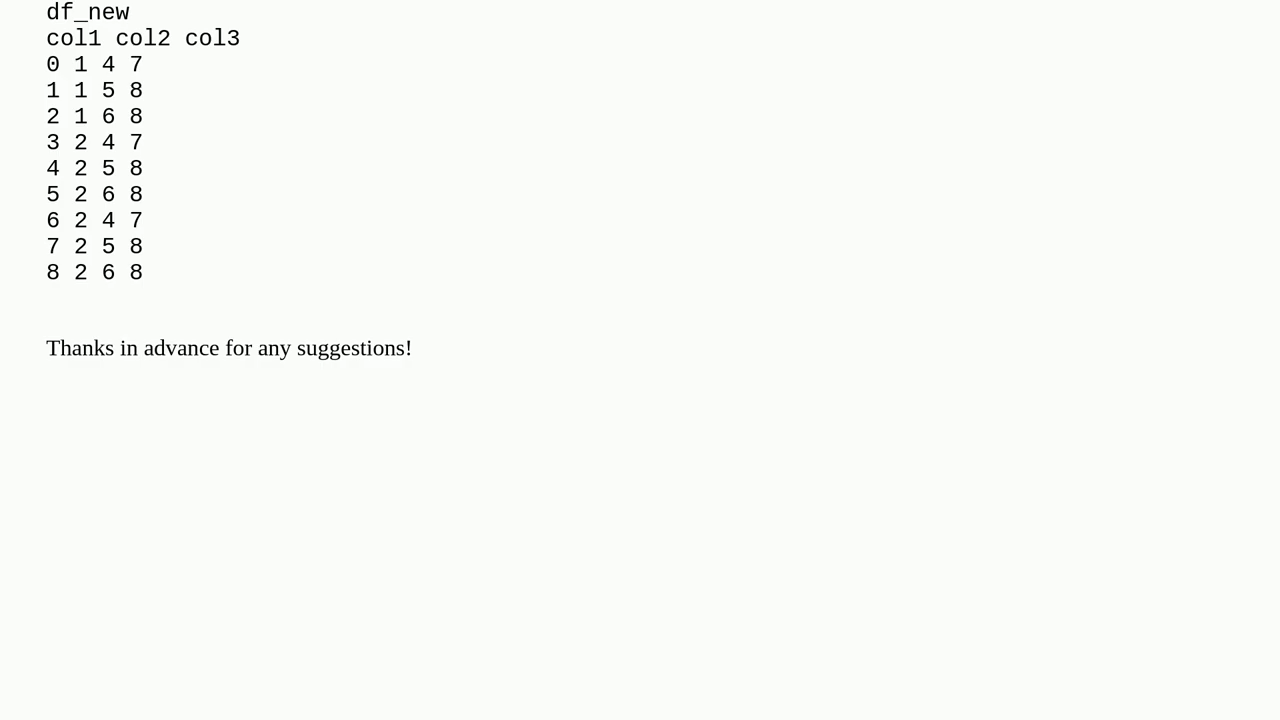 df_new
col1 col2 col3
0 1 4 7
1 1 5 8
2 1 6 8
3 2 4 7
4 2 5 8
5 2 6 8
6 2 4 7
7 2 5 8
8 2 6 8
Thanks in advance for any suggestions!